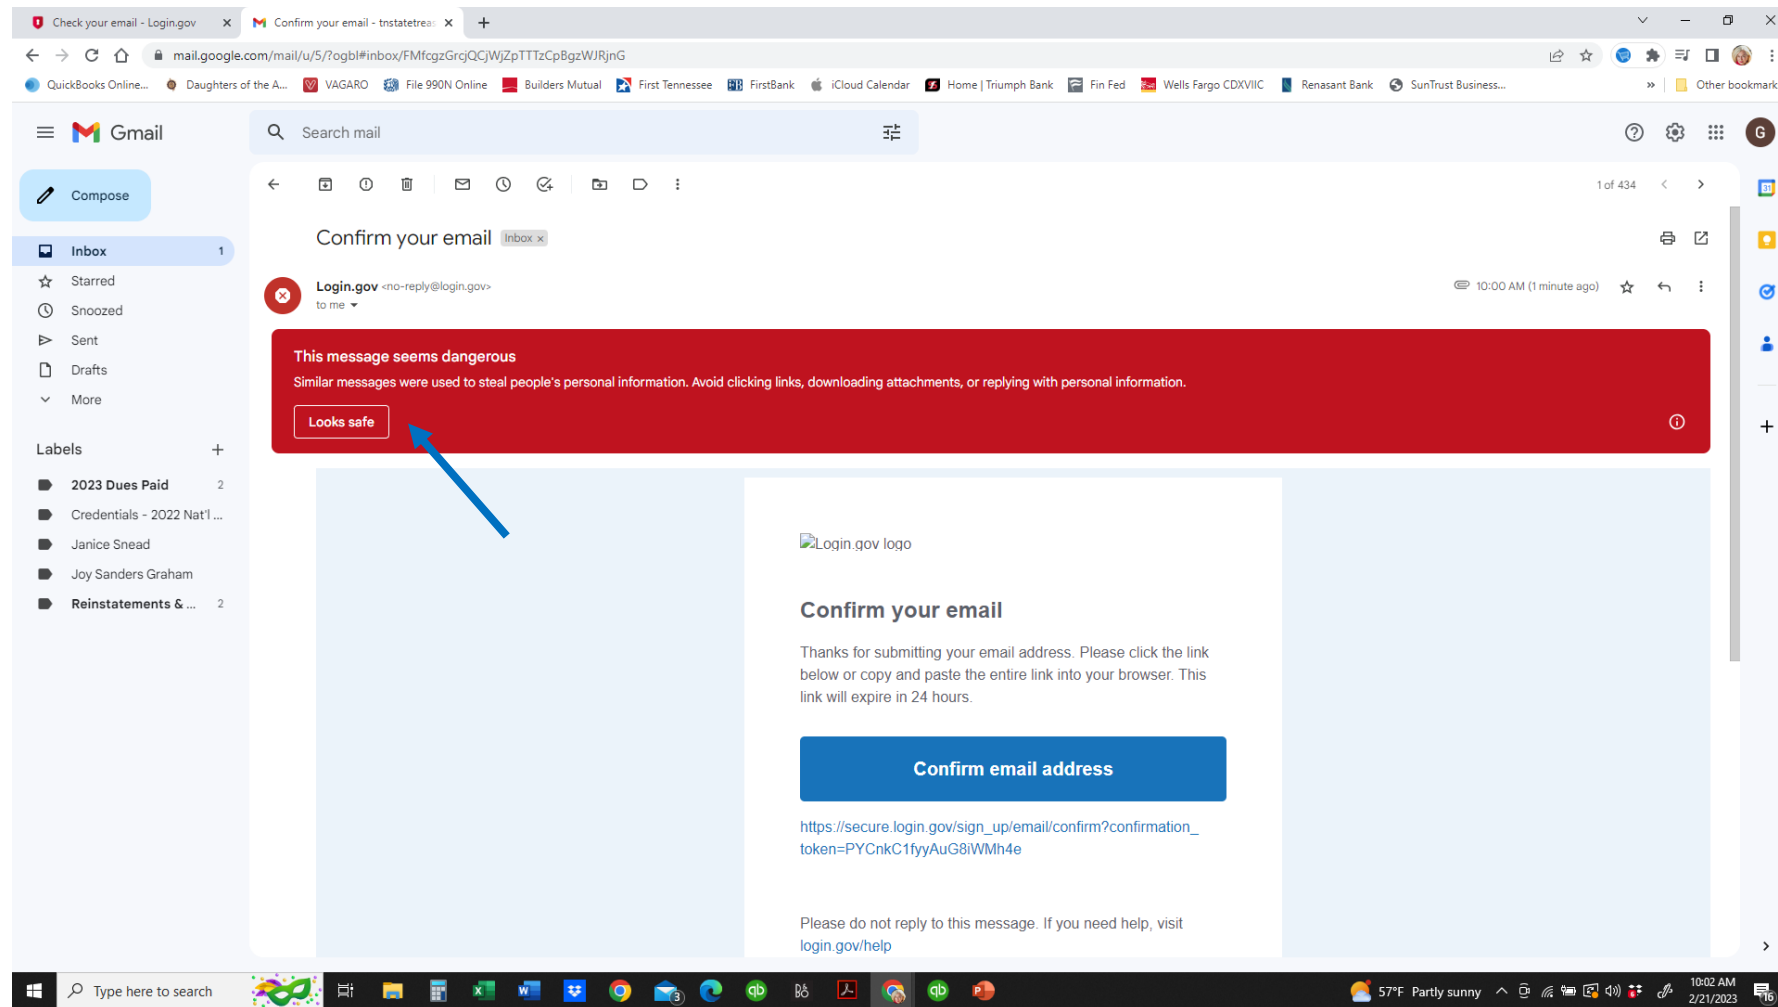 Check your email - Login.gov
Confirm your email - tnstatetreas
mail.google.com/mail/u/5/?ogbl#inbox/FMfcgzGrcjQCjWjZpTTTzCpBgzWJRjnG
QuickBooks Online... Daughters of the A... VAGARO File 990N Online Builders Mutual First Tennessee FirstBank iCloud Calendar Home | Triumph Bank Fin Fed Wells Fargo CDXVIIC Renasant Bank SunTrust Business... » Other bookmark
Gmail
Search mail
G
Compose
1 of 434
31
Confirm your email Inbox x
Inbox 1
Starred
Login.gov <no-reply@login.gov>
10:00 AM (1 minute ago)
to me
Snoozed
Sent
Drafts
More
This message seems dangerous
Similar messages were used to steal people's personal information. Avoid clicking links, downloading attachments, or replying with personal information.
Looks safe
Labels
2023 Dues Paid 2
Credentials - 2022 Nat'l ...
Janice Snead
Joy Sanders Graham
Reinstatements & ... 2
Login.gov logo
Confirm your email
Thanks for submitting your email address. Please click the link
below or copy and paste the entire link into your browser. This
link will expire in 24 hours.
Confirm email address
https://secure.login.gov/sign_up/email/confirm?confirmation_
token=PYCnkC1fyyAuG8iWMh4e
Please do not reply to this message. If you need help, visit
login.gov/help
Type here to search
3
qb
qb
57°F Partly sunny
10:02 AM
2/21/2023
16